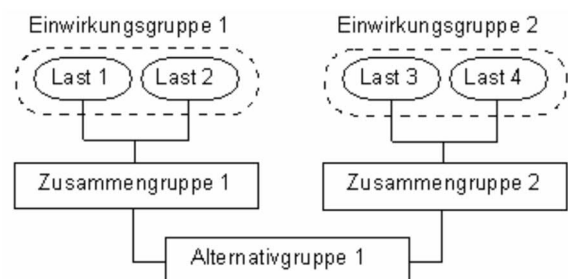 Einwirkungsgruppe 1 Einwirkungsgruppe 2
Last 1 Last 2 Last 3 Last 4
Zusammengruppe 1 Zusammengruppe 2
Alternativgruppe 1